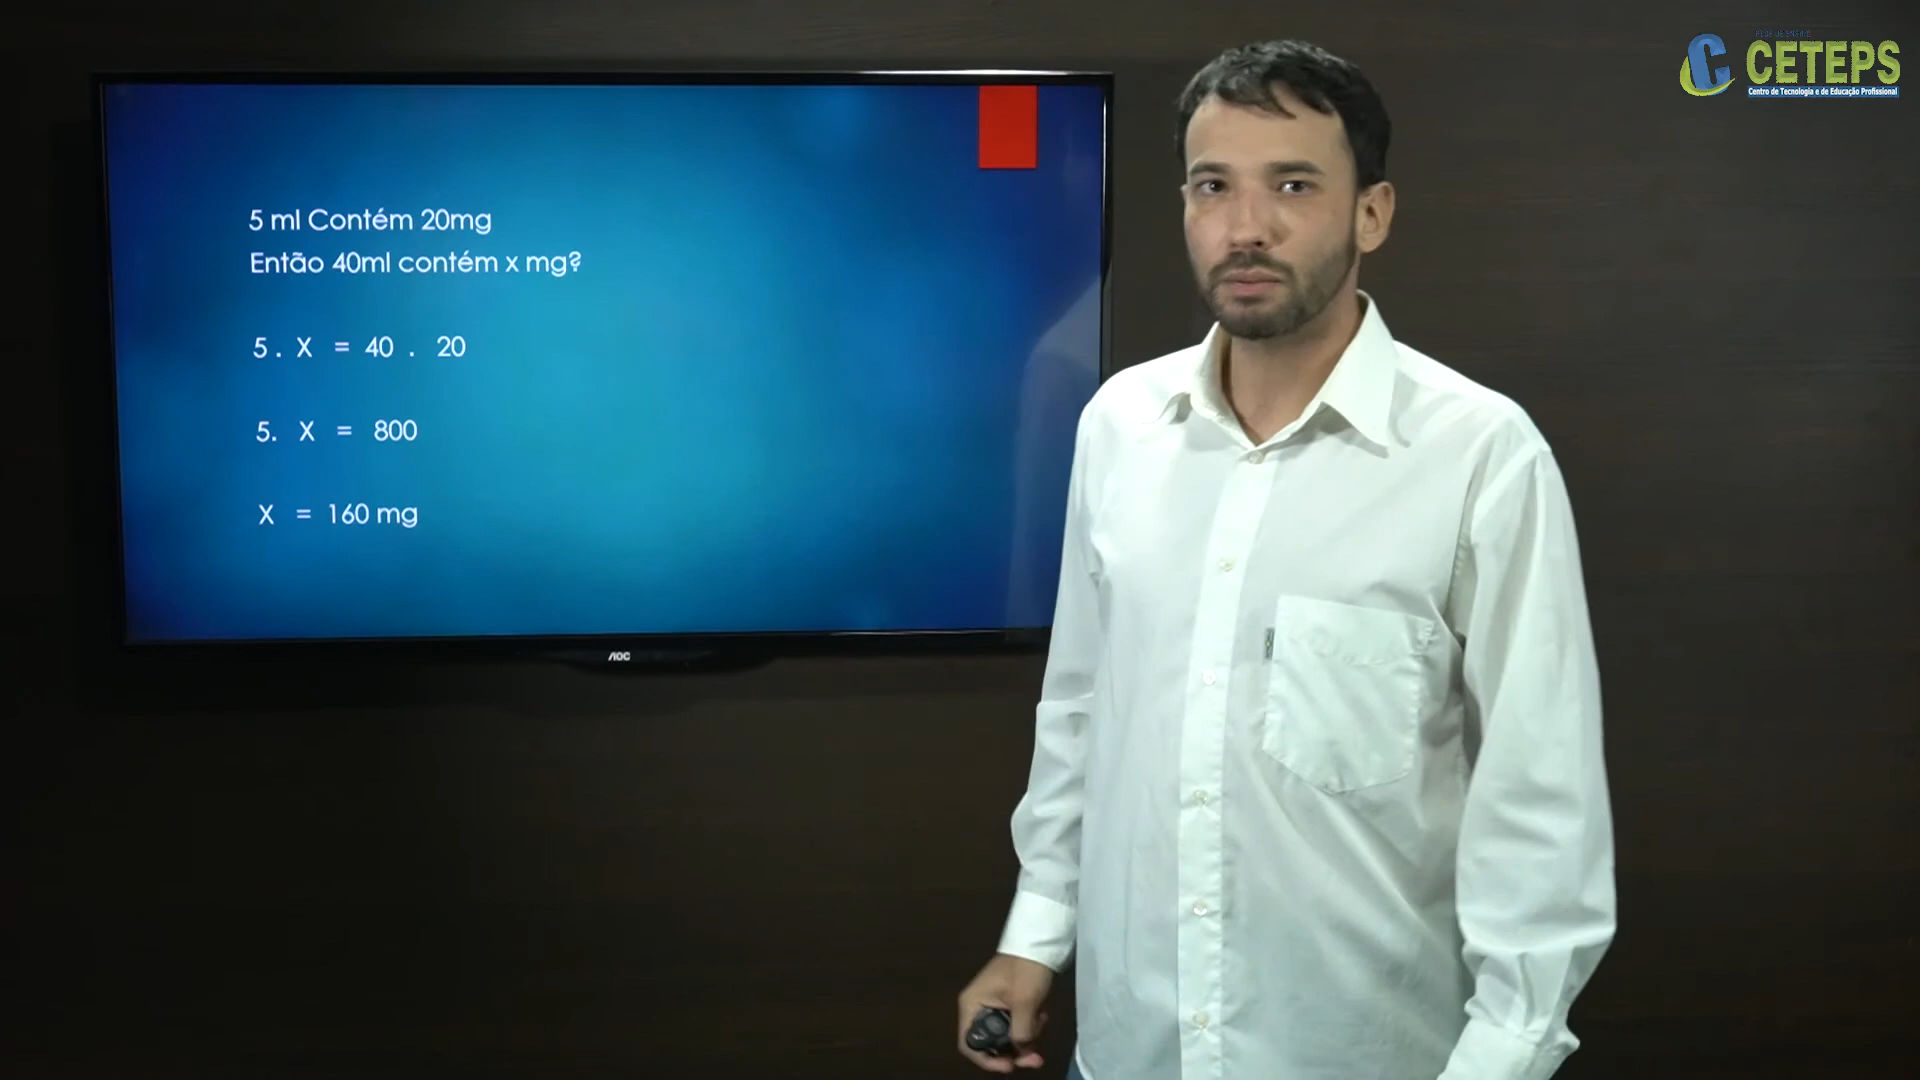 5 ml Contém 20mg
Então 40ml contém x mg?
5 . X = 40 . 20
5. X = 800
X = 160 mg
AOC
CETEPS
Centro de Tecnologia e de Educação Profissional